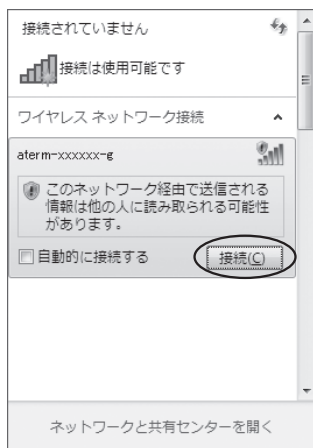 接続されていません
接続は使用可能です
ワイヤレス ネットワーク接続
aterm-xxxxxx-g
このネットワーク経由で送信される
情報は他の人に読み取られる可能性
があります。
自動的に接続する
接続(C)
ネットワークと共有センターを開く